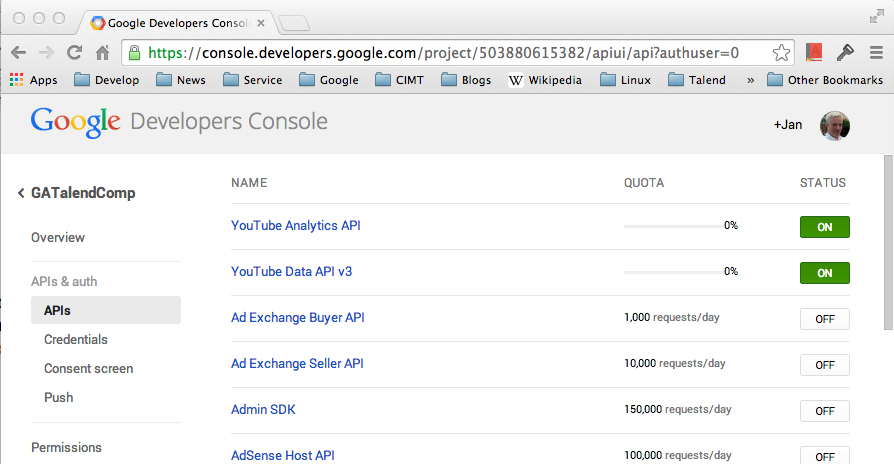 Google Developers Console
https://console.developers.google.com/project/503880615382/apiui/api?authuser=0
Apps Develop News Service Google CIMT Blogs Wikipedia Linux Talend » Other Bookmarks
Google Developers Console
+Jan
GATalendComp
Overview
APIs & auth
APIs
Credentials
Consent screen
Push
Permissions
NAME QUOTA STATUS
YouTube Analytics API 0% ON
YouTube Data API v3 0% ON
Ad Exchange Buyer API 1,000 requests/day OFF
Ad Exchange Seller API 10,000 requests/day OFF
Admin SDK 150,000 requests/day OFF
AdSense Host API 100,000 requests/day OFF